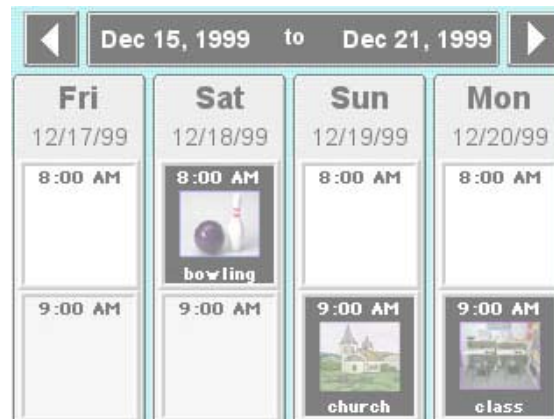 Dec 15, 1999 to Dec 21, 1999
Fri Sat Sun Mon
12/17/99 12/18/99 12/19/99 12/20/99
8:00 AM 8:00 AM 8:00 AM 8:00 AM
bowling
9:00 AM 9:00 AM 9:00 AM 9:00 AM
church class